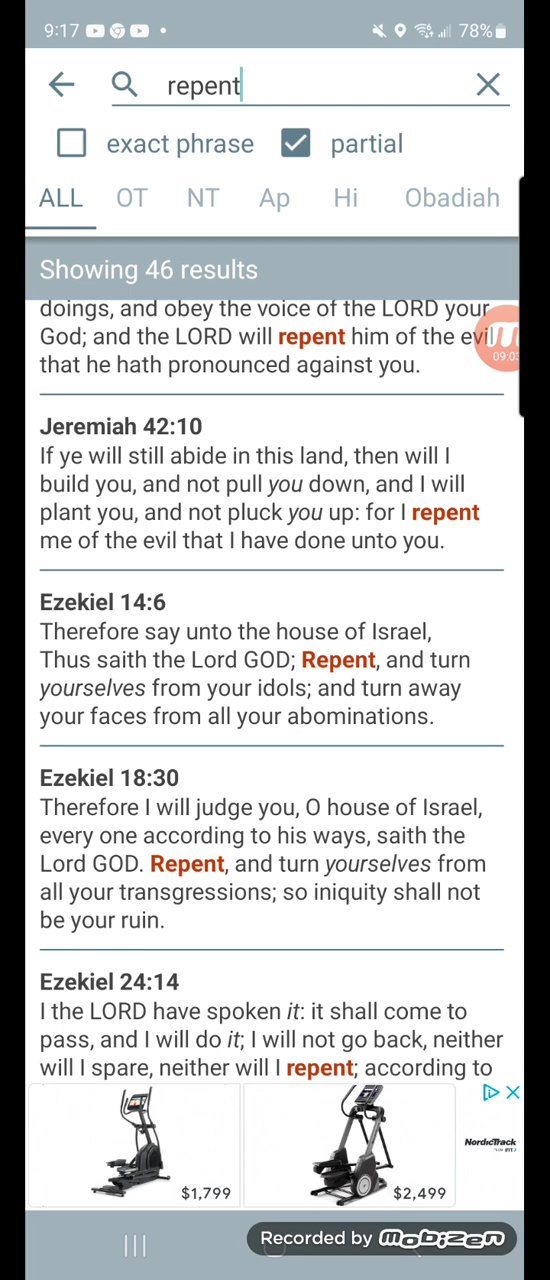 9:17
78%
repent
exact phrase
partial
ALL OT NT Ap Hi Obadiah
Showing 46 results
doings, and obey the voice of the LORD your
God; and the LORD will repent him of the evil
that he hath pronounced against you.
09:03
Jeremiah 42:10
If ye will still abide in this land, then will I
build you, and not pull you down, and I will
plant you, and not pluck you up: for I repent
me of the evil that I have done unto you.
Ezekiel 14:6
Therefore say unto the house of Israel,
Thus saith the Lord GOD; Repent, and turn
yourselves from your idols; and turn away
your faces from all your abominations.
Ezekiel 18:30
Therefore I will judge you, O house of Israel,
every one according to his ways, saith the
Lord GOD. Repent, and turn yourselves from
all your transgressions; so iniquity shall not
be your ruin.
Ezekiel 24:14
I the LORD have spoken it: it shall come to
pass, and I will do it; I will not go back, neither
will I spare, neither will I repent; according to
$1,799
$2,499
NordicTrack
Recorded by Mobizen